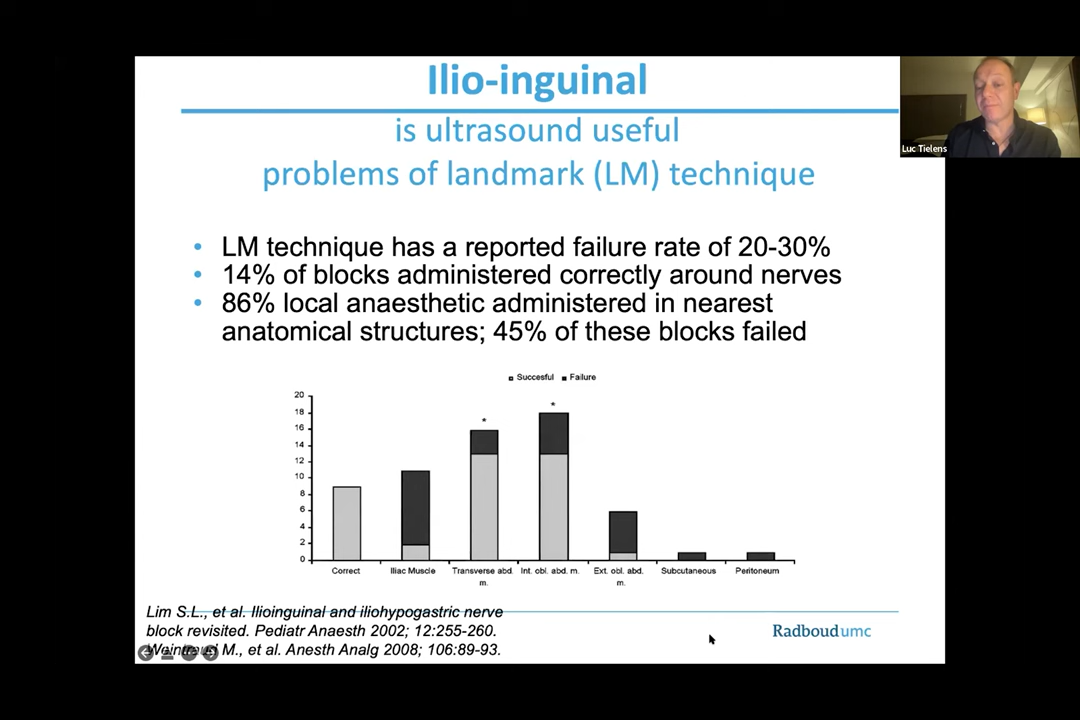 Ilio-inguinal
is ultrasound useful
problems of landmark (LM) technique
Luc Tielens
• LM technique has a reported failure rate of 20-30%
• 14% of blocks administered correctly around nerves
• 86% local anaesthetic administered in nearest
anatomical structures; 45% of these blocks failed
Succesful Failure
20
18
16
14
12
10
8
6
4
2
0
* *
Correct Iliac Muscle Transverse abd. m. Int. obl. abd. m. Ext. obl. abd. m. Subcutaneous Peritoneum
Lim S.L., et al. Ilioinguinal and iliohypogastric nerve
block revisited. Pediatr Anaesth 2002; 12:255-260.
Weintraud M., et al. Anesth Analg 2008; 106:89-93.
Radboudumc